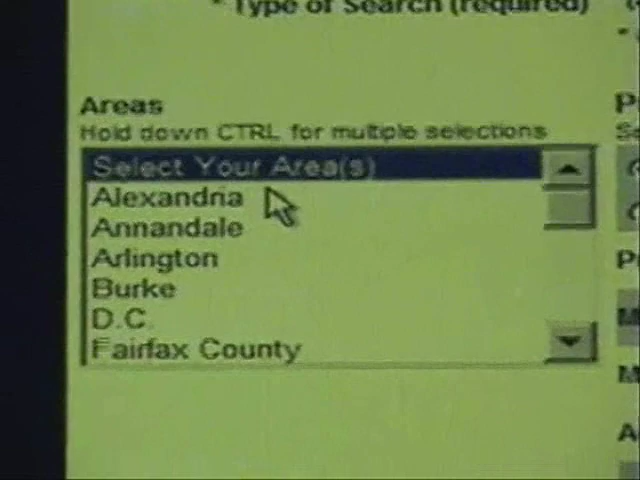 * Type of Search (required)
Areas
Hold down CTRL for multiple selections
Select Your Area(s)
Alexandria
Annandale
Arlington
Burke
D.C.
Fairfax County